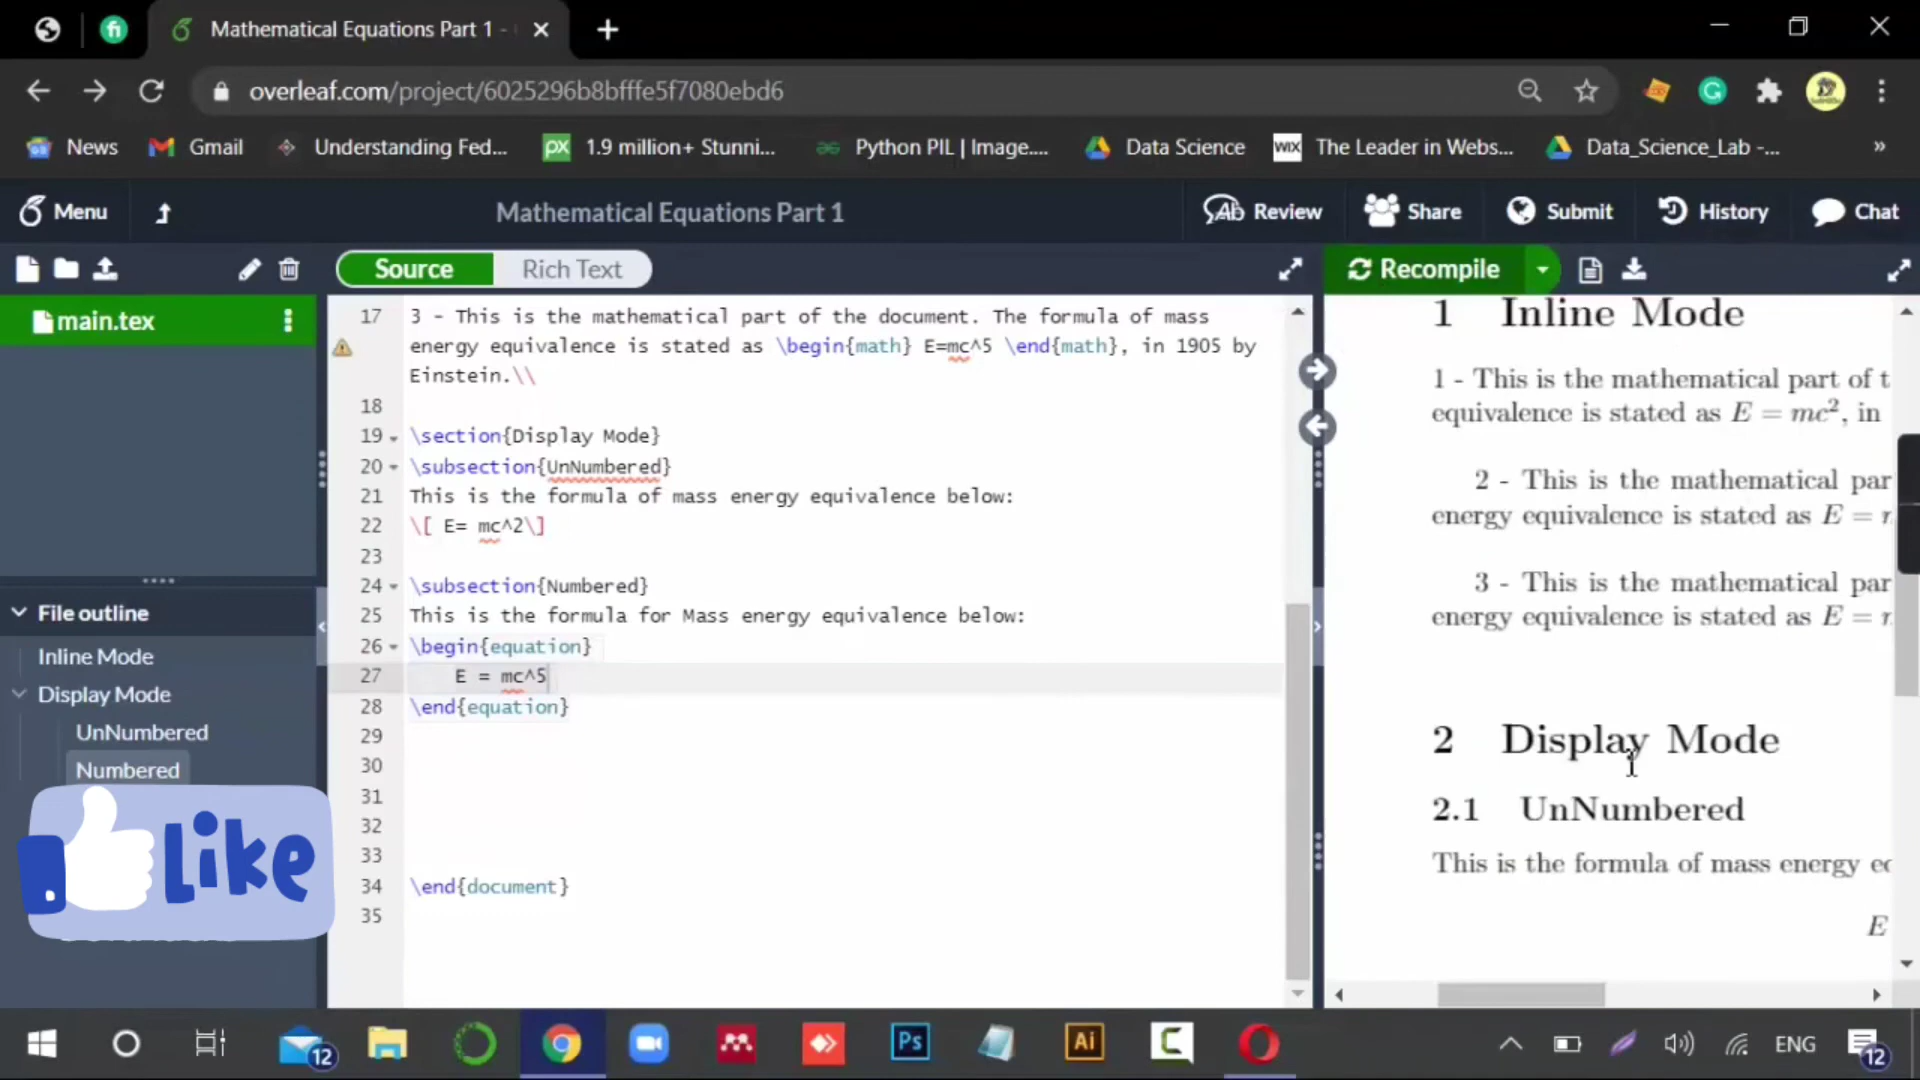 Mathematical Equations Part 1 -
overleaf.com/project/6025296b8bfffe5f7080ebd6
News
Gmail
Understanding Fed...
px
1.9 million+ Stunni...
Python PIL | Image....
Data Science
WIX
The Leader in Webs...
Data_Science_Lab -...
»
Menu
Mathematical Equations Part 1
Review
Share
Submit
History
Chat
Source
Rich Text
Recompile
main.tex
17 3 - This is the mathematical part of the document. The formula of mass
energy equivalence is stated as \begin{math} E=mc^5 \end{math}, in 1905 by
Einstein.\\
18
19 \section{Display Mode}
20 \subsection{UnNumbered}
21 This is the formula of mass energy equivalence below:
22 \[ E= mc^2\]
23
24 \subsection{Numbered}
25 This is the formula for Mass energy equivalence below:
26 \begin{equation}
27 E = mc^5
28 \end{equation}
29
30
31
32
33
34 \end{document}
35
File outline
Inline Mode
Display Mode
UnNumbered
Numbered
Like
1 Inline Mode
1 - This is the mathematical part of t
equivalence is stated as E = mc², in
2 - This is the mathematical par
energy equivalence is stated as E =
3 - This is the mathematical par
energy equivalence is stated as E =
2 Display Mode
2.1 UnNumbered
This is the formula of mass energy
E
12
Ps
Ai
ENG
12